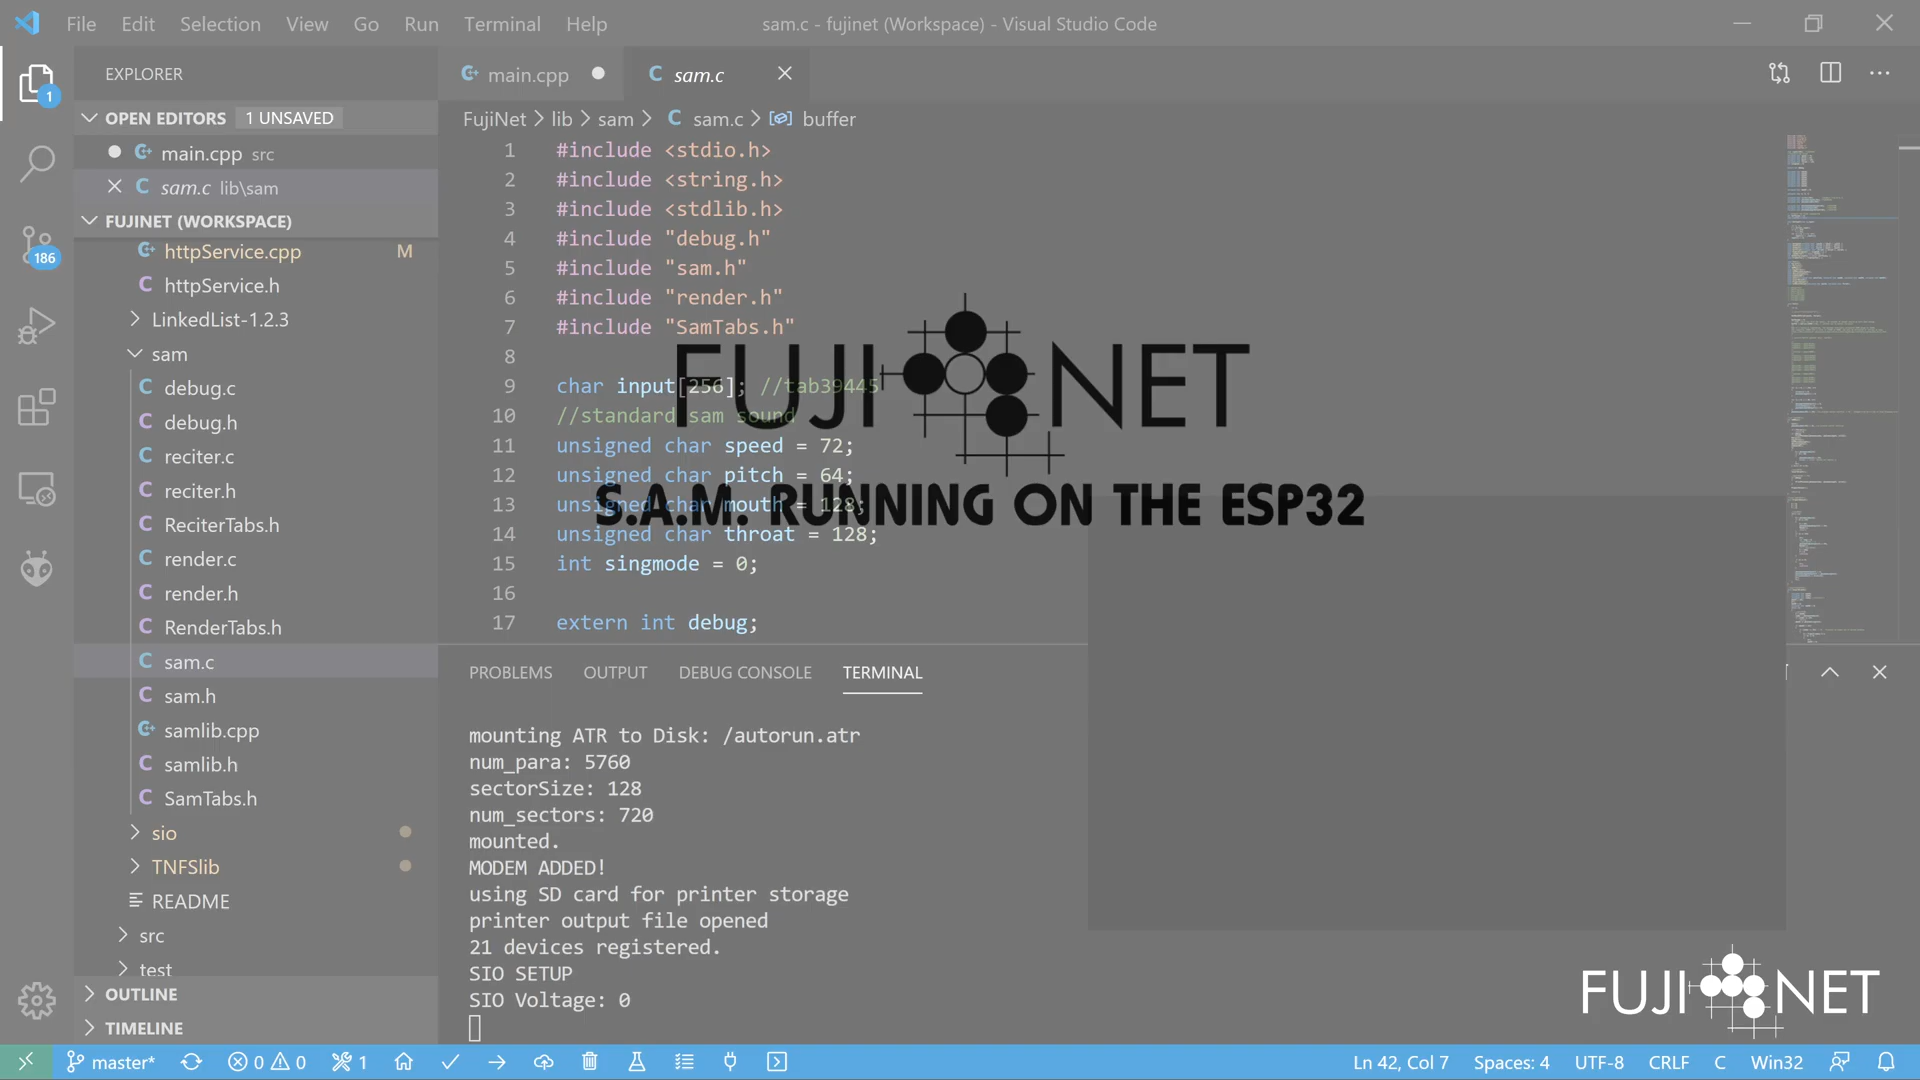 File Edit Selection View Go Run Terminal Help
sam.c - fujinet (Workspace) - Visual Studio Code
EXPLORER
OPEN EDITORS 1 UNSAVED
main.cpp src
sam.c lib\sam
FUJINET (WORKSPACE)
httpService.cpp M
httpService.h
LinkedList-1.2.3
sam
debug.c
debug.h
reciter.c
reciter.h
ReciterTabs.h
render.c
render.h
RenderTabs.h
sam.c
sam.h
samlib.cpp
samlib.h
SamTabs.h
sio
TNFSlib
README
src
test
OUTLINE
TIMELINE
1
186
main.cpp
sam.c
FujiNet > lib > sam > sam.c > buffer
1 #include <stdio.h>
2 #include <string.h>
3 #include <stdlib.h>
4 #include "debug.h"
5 #include "sam.h"
6 #include "render.h"
7 #include "SamTabs.h"
8
9 char input[256]; //tab39445
10 //standard sam sound
11 unsigned char speed = 72;
12 unsigned char pitch = 64;
13 unsigned char mouth = 128;
14 unsigned char throat = 128;
15 int singmode = 0;
16
17 extern int debug;
FUJINET
S.A.M. RUNNING ON THE ESP32
PROBLEMS OUTPUT DEBUG CONSOLE TERMINAL
mounting ATR to Disk: /autorun.atr
num_para: 5760
sectorSize: 128
num_sectors: 720
mounted.
MODEM ADDED!
using SD card for printer storage
printer output file opened
21 devices registered.
SIO SETUP
SIO Voltage: 0
FUJINET
master* 0 0 1
Ln 42, Col 7 Spaces: 4 UTF-8 CRLF C Win32